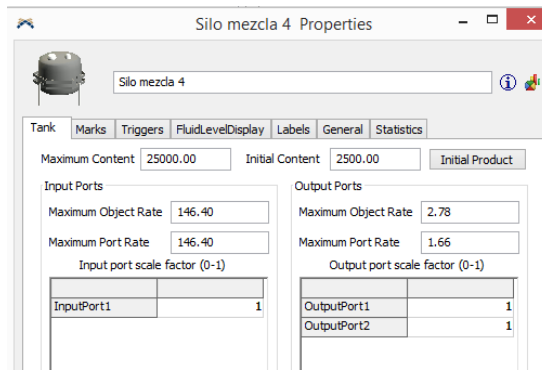 Silo mezcla 4 Properties
Silo mezcla 4
Tank Marks Triggers FluidLevelDisplay Labels General Statistics
Maximum Content 25000.00 Initial Content 2500.00 Initial Product
Input Ports Output Ports
Maximum Object Rate 146.40 Maximum Object Rate 2.78
Maximum Port Rate 146.40 Maximum Port Rate 1.66
Input port scale factor (0-1) Output port scale factor (0-1)
InputPort1 1 OutputPort1 1
OutputPort2 1